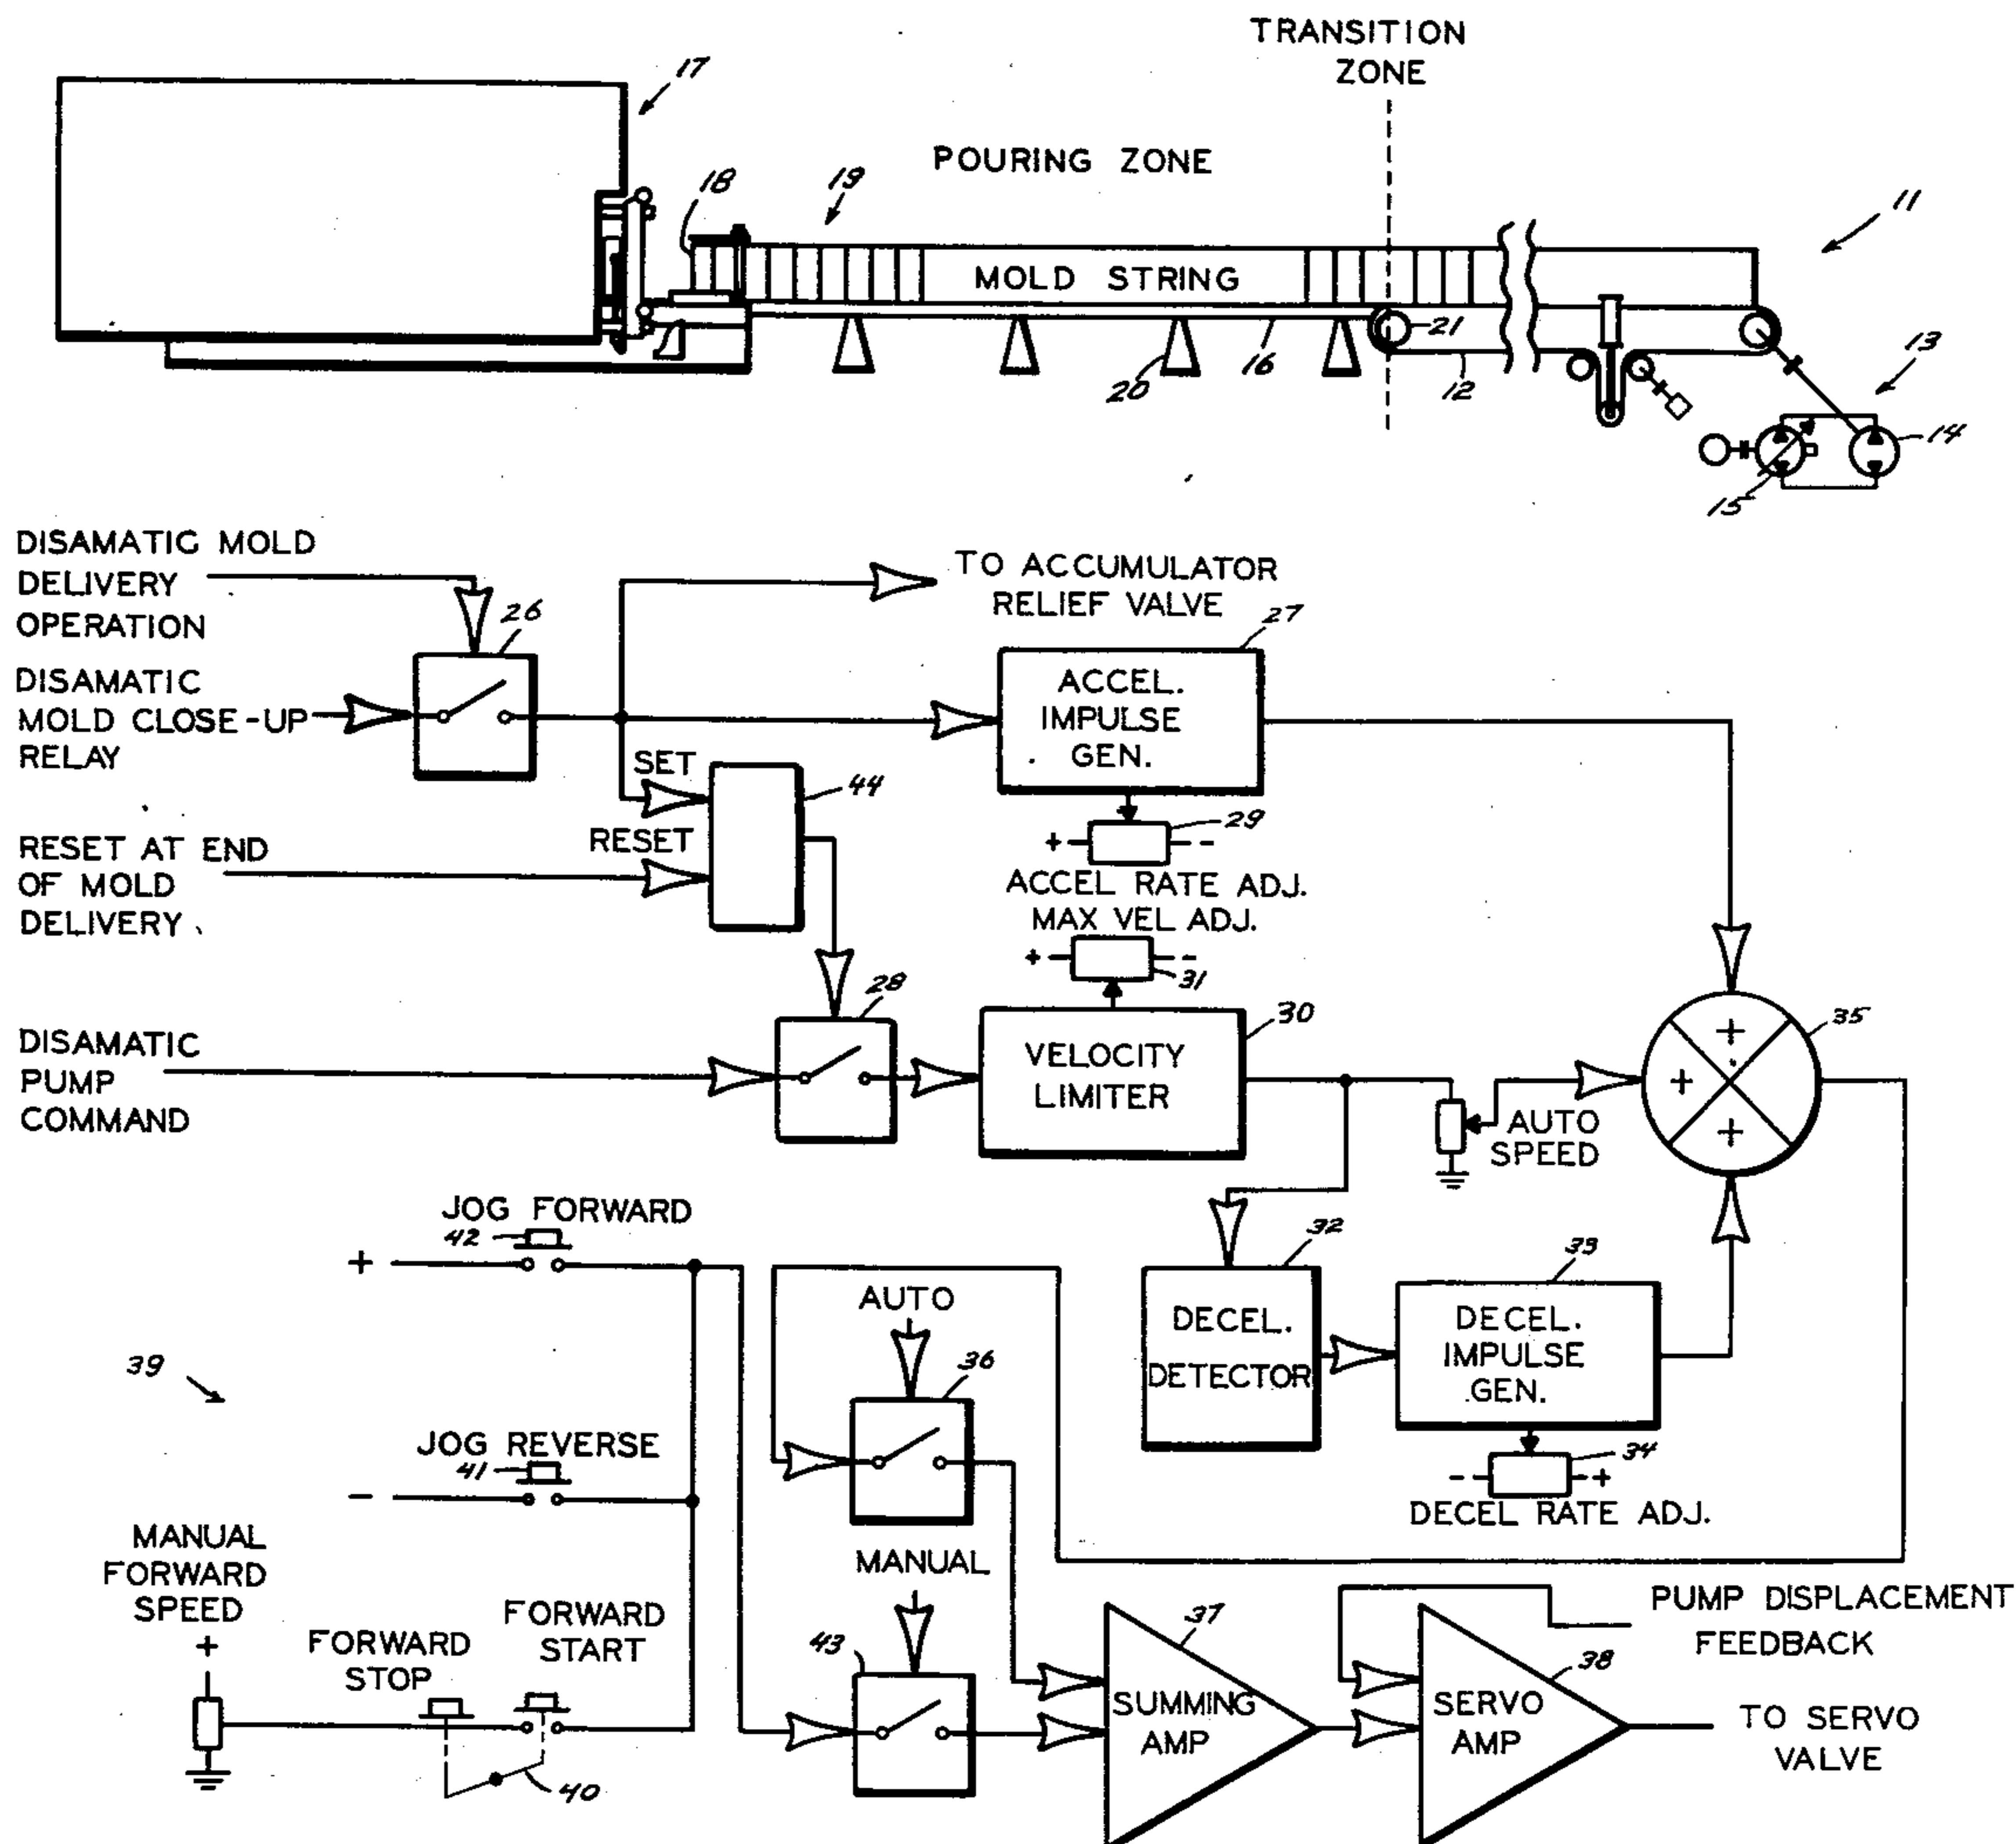 TRANSITION
ZONE
17
POURING ZONE
18
19
11
MOLD STRING
21
13
20
16
12
14
15
DISAMATIC MOLD
DELIVERY
OPERATION
TO ACCUMULATOR
RELIEF VALVE
26
27
DISAMATIC
MOLD CLOSE-UP
RELAY
ACCEL.
IMPULSE
GEN.
SET
44
29
+
-
RESET
RESET AT END
OF MOLD
DELIVERY
ACCEL RATE ADJ.
MAX VEL ADJ.
+
-
31
28
30
35
DISAMATIC
PUMP
COMMAND
VELOCITY
LIMITER
+
+
+
AUTO
SPEED
JOG FORWARD
42
+
32
33
AUTO
DECEL.
DETECTOR
DECEL.
IMPULSE
GEN.
39
36
JOG REVERSE
41
-
34
-
+
DECEL RATE ADJ.
MANUAL
FORWARD
SPEED
+
MANUAL
FORWARD
STOP
FORWARD
START
43
37
PUMP DISPLACEMENT
FEEDBACK
38
SUMMING
AMP
SERVO
AMP
TO SERVO
VALVE
40